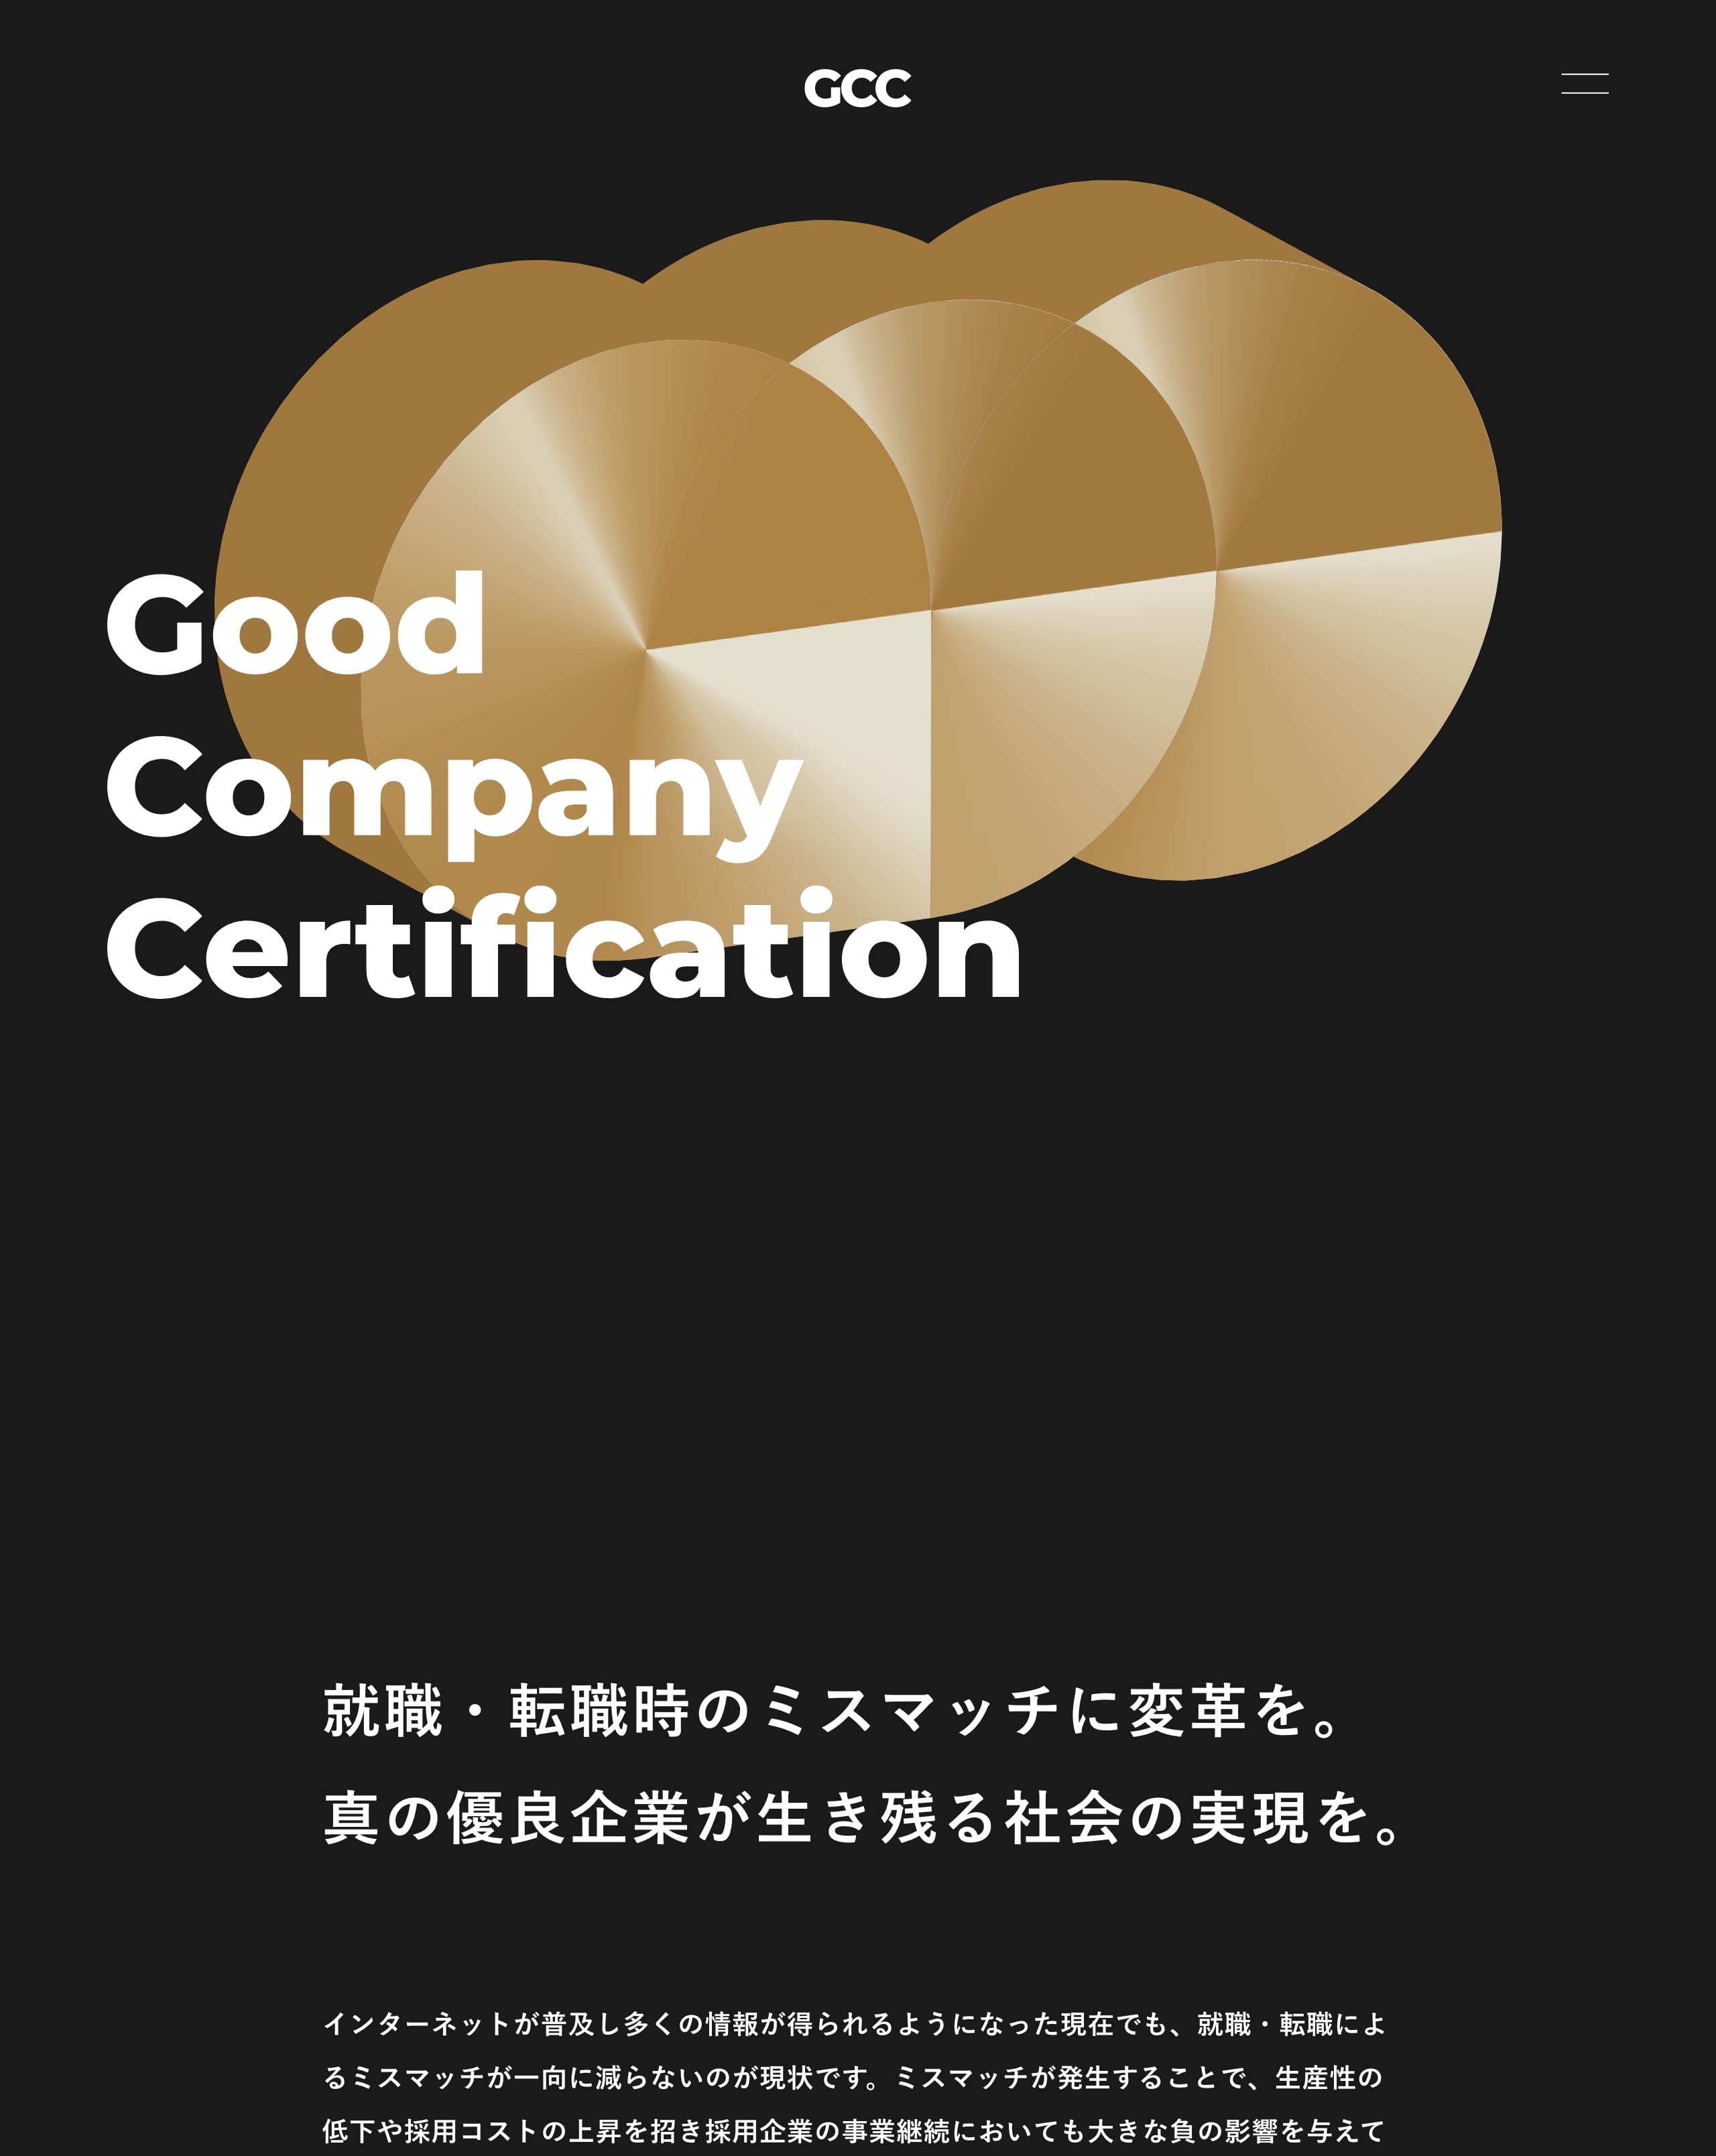 GCC
Good
Company
Certification
就職・転職時のミスマッチに変革を。
真の優良企業が生き残る社会の実現を。
インターネットが普及し多くの情報が得られるようになった現在でも、就職・転職によ
るミスマッチが一向に減らないのが現状です。ミスマッチが発生することで、生産性の
低下や採用コストの上昇を招き採用企業の事業継続においても大きな負の影響を与えて